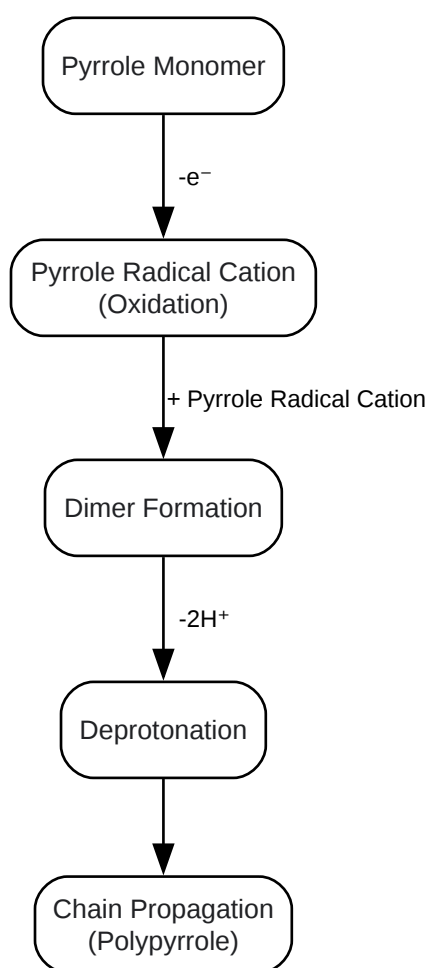 Pyrrole Monomer
-e⁻
Pyrrole Radical Cation
(Oxidation)
+ Pyrrole Radical Cation
Dimer Formation
-2H⁺
Deprotonation
Chain Propagation
(Polypyrrole)